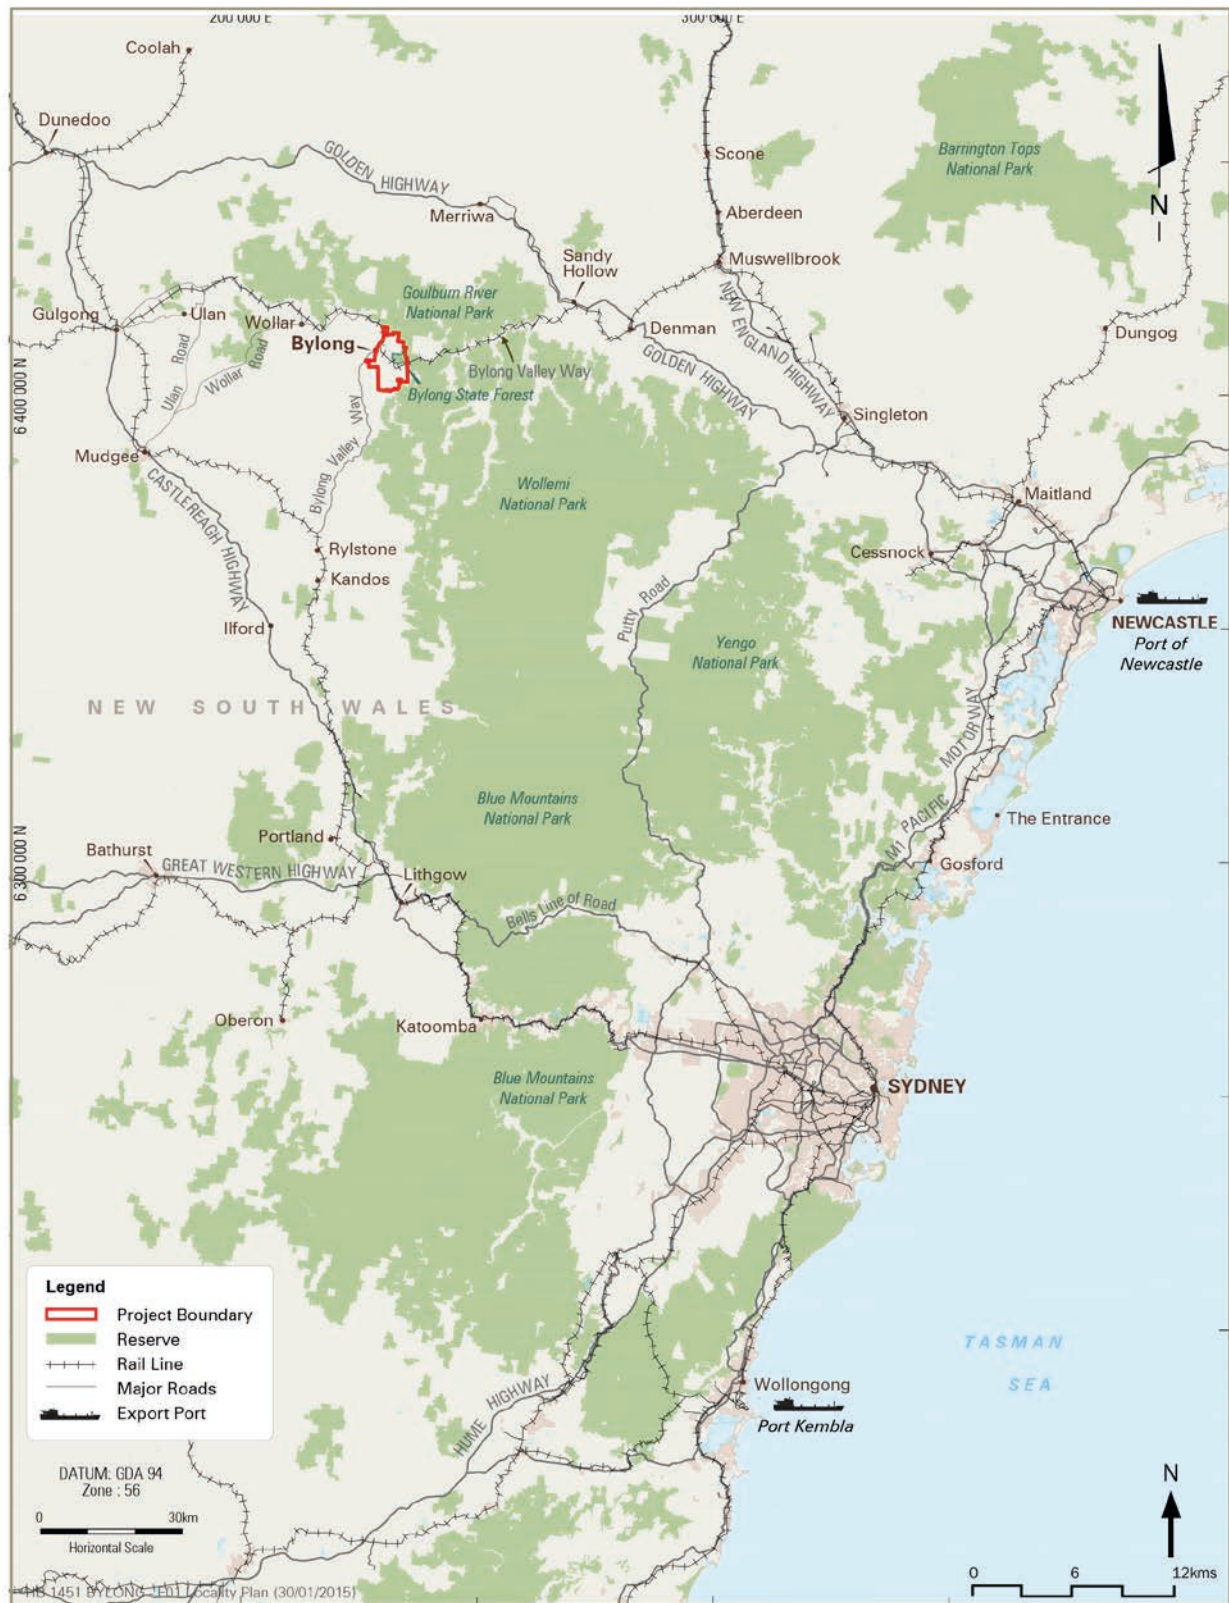 200 000 E
300 000 E
Coolah
Dunedoo
GOLDEN HIGHWAY
Scone
Barrington Tops
National Park
N
Merriwa
Aberdeen
Sandy
Hollow
Muswellbrook
Goulburn River
National Park
Gulgong
Ulan
Wollar
Denman
Dungog
Bylong
NEW ENGLAND HIGHWAY
Ulan Road
Wollar Road
Bylong Valley Way
GOLDEN HIGHWAY
Bylong State Forest
6 400 000 N
Singleton
Mudgee
Bylong Valley Way
CASTLEREAGH HIGHWAY
Wollemi
National Park
Maitland
Rylstone
Cessnock
Kandos
Putty Road
NEWCASTLE
Port of
Newcastle
Ilford
Yengo
National Park
NEW SOUTH WALES
M1 PACIFIC MOTORWAY
Blue Mountains
National Park
The Entrance
Portland
Bathurst
GREAT WESTERN HIGHWAY
6 300 000 N
Lithgow
Gosford
Bells Line of Road
Oberon
Katoomba
Blue Mountains
National Park
SYDNEY
Legend
Project Boundary
Reserve
Rail Line
Major Roads
Export Port
TASMAN
SEA
HUME HIGHWAY
Wollongong
Port Kembla
DATUM: GDA 94
Zone : 56
0 30km
Horizontal Scale
N
0 6 12kms
HB 1451 BYLONG
Locality Plan (30/01/2015)